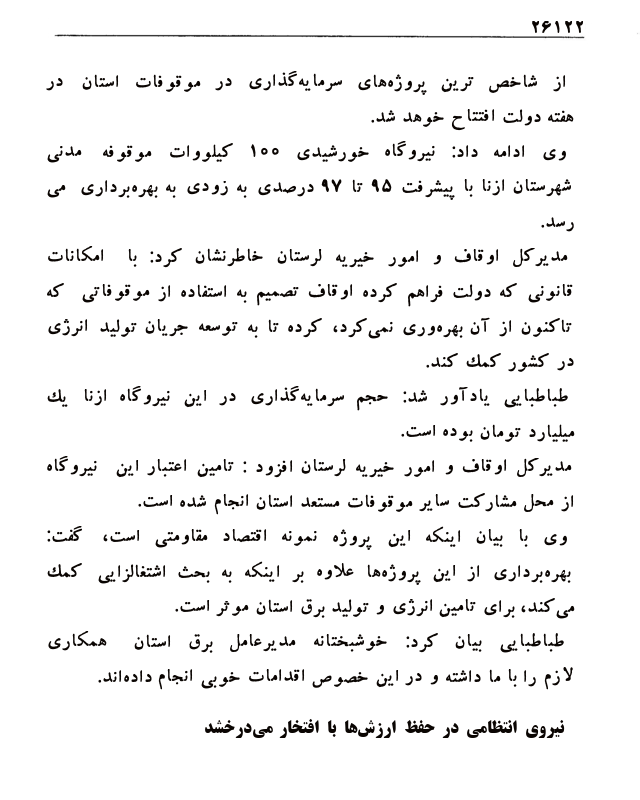 ۲۶۱۲۲
از شاخص ترین پروژه‌های سرمایه‌گذاری در موقوفات استان در
هفته دولت افتتاح خواهد شد.
وی ادامه داد: نیروگاه خورشیدی ۱۰۰ کیلووات موقوفه مدنی
شهرستان ازنا با پیشرفت ۹۵ تا ۹۷ درصدی به زودی به بهره‌برداری می
رسد.
مدیرکل اوقاف و امور خیریه لرستان خاطرنشان کرد: با امکانات
قانونی که دولت فراهم کرده اوقاف تصمیم به استفاده از موقوفاتی که
تاکنون از آن بهره‌وری نمی‌کرد، کرده تا به توسعه جریان تولید انرژی
در کشور کمك کند.
طباطبایی یادآور شد: حجم سرمایه‌گذاری در این نیروگاه ازنا یك
میلیارد تومان بوده است.
مدیرکل اوقاف و امور خیریه لرستان افزود : تامین اعتبار این نیروگاه
از محل مشارکت سایر موقوفات مستعد استان انجام شده است.
وی با بیان اینکه این پروژه نمونه اقتصاد مقاومتی است، گفت:
بهره‌برداری از این پروژه‌ها علاوه بر اینکه به بحث اشتغالزایی کمك
می‌کند، برای تامین انرژی و تولید برق استان موثر است.
طباطبایی بیان کرد: خوشبختانه مدیرعامل برق استان همکاری
لازم را با ما داشته و در این خصوص اقدامات خوبی انجام داده‌اند.
نیروی انتظامی در حفظ ارزش‌ها با افتخار می‌درخشد